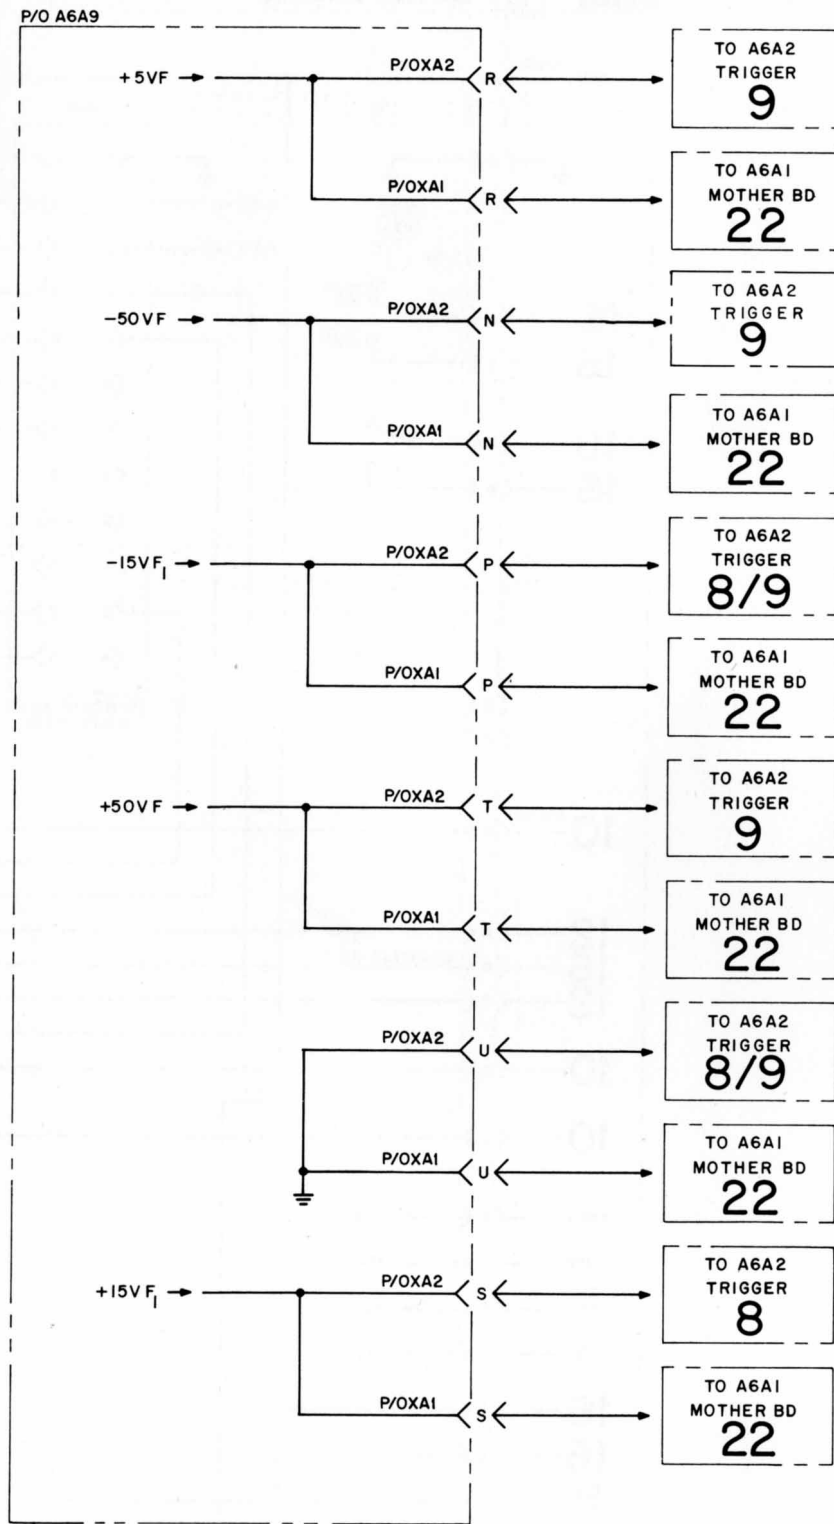 P/O A6A9
+5VF
P/OXA2
R
TO A6A2
TRIGGER
9
P/OXA1
R
TO A6A1
MOTHER BD
22
-50VF
P/OXA2
N
TO A6A2
TRIGGER
9
P/OXA1
N
TO A6A1
MOTHER BD
22
-15VF1
P/OXA2
P
TO A6A2
TRIGGER
8/9
P/OXA1
P
TO A6A1
MOTHER BD
22
+50VF
P/OXA2
T
TO A6A2
TRIGGER
9
P/OXA1
T
TO A6A1
MOTHER BD
22
P/OXA2
U
TO A6A2
TRIGGER
8/9
P/OXA1
U
TO A6A1
MOTHER BD
22
+15VF1
P/OXA2
S
TO A6A2
TRIGGER
8
P/OXA1
S
TO A6A1
MOTHER BD
22